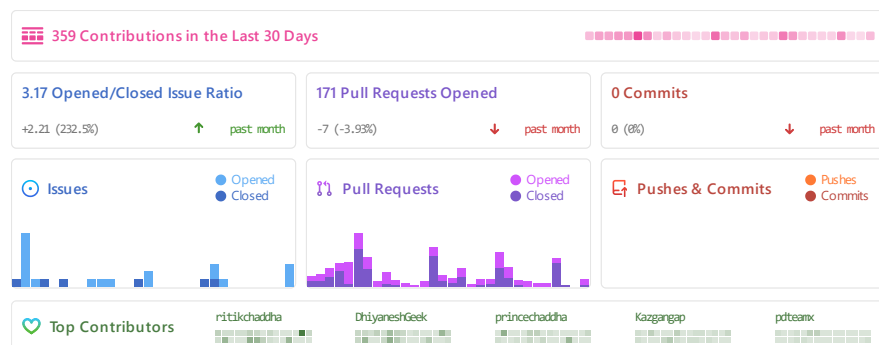 359 Contributions in the Last 30 Days
3.17 Opened/Closed Issue Ratio
+2.21 (232.5%) past month
171 Pull Requests Opened
-7 (-3.93%) past month
0 Commits
0 (0%) past month
Issues
Opened
Closed
Pull Requests
Opened
Closed
Pushes & Commits
Pushes
Commits
Top Contributors
ritikchaddha
DhiyaneshGeek
princechaddha
Kazgangap
pdteamx